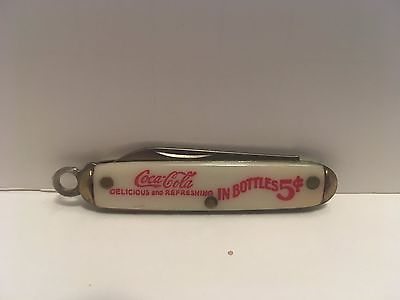 Coca-Cola
DELICIOUS and REFRESHING
IN BOTTLES 5¢